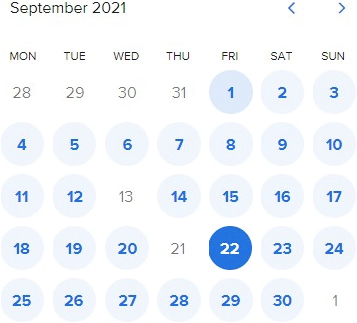 September 2021
MON TUE WED THU FRI SAT SUN
28 29 30 31 1 2 3
4 5 6 7 8 9 10
11 12 13 14 15 16 17
18 19 20 21 22 23 24
25 26 27 28 29 30 1